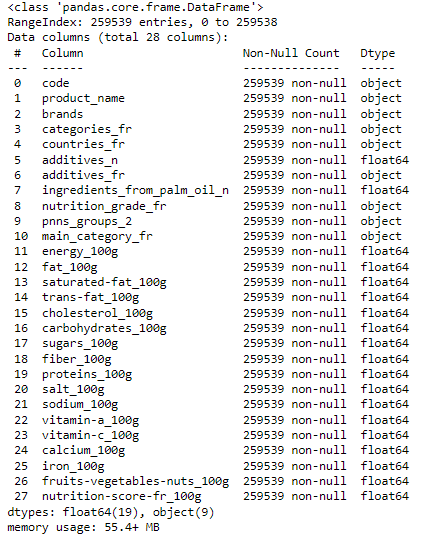 <class 'pandas.core.frame.DataFrame'>
RangeIndex: 259539 entries, 0 to 259538
Data columns (total 28 columns):
 #   Column                     Non-Null Count   Dtype
---  ------                     --------------   -----
 0   code                       259539 non-null  object
 1   product_name               259539 non-null  object
 2   brands                     259539 non-null  object
 3   categories_fr              259539 non-null  object
 4   countries_fr               259539 non-null  object
 5   additives_n                259539 non-null  float64
 6   additives_fr               259539 non-null  object
 7   ingredients_from_palm_oil_n  259539 non-null  float64
 8   nutrition_grade_fr         259539 non-null  object
 9   pnns_groups_2              259539 non-null  object
 10  main_category_fr           259539 non-null  object
 11  energy_100g                259539 non-null  float64
 12  fat_100g                   259539 non-null  float64
 13  saturated-fat_100g         259539 non-null  float64
 14  trans-fat_100g             259539 non-null  float64
 15  cholesterol_100g           259539 non-null  float64
 16  carbohydrates_100g         259539 non-null  float64
 17  sugars_100g                259539 non-null  float64
 18  fiber_100g                 259539 non-null  float64
 19  proteins_100g              259539 non-null  float64
 20  salt_100g                  259539 non-null  float64
 21  sodium_100g                259539 non-null  float64
 22  vitamin-a_100g             259539 non-null  float64
 23  vitamin-c_100g             259539 non-null  float64
 24  calcium_100g               259539 non-null  float64
 25  iron_100g                  259539 non-null  float64
 26  fruits-vegetables-nuts_100g  259539 non-null  float64
 27  nutrition-score-fr_100g    259539 non-null  float64
dtypes: float64(19), object(9)
memory usage: 55.4+ MB